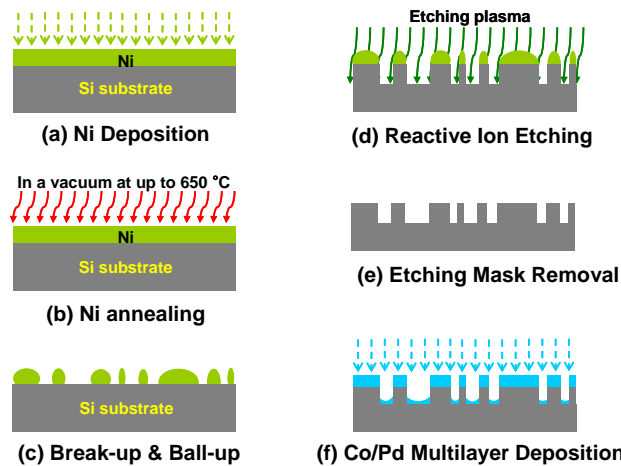 Ni
Si substrate
(a) Ni Deposition
In a vacuum at up to 650 °C
Ni
Si substrate
(b) Ni annealing
Si substrate
(c) Break-up & Ball-up
Etching plasma
(d) Reactive Ion Etching
(e) Etching Mask Removal
(f) Co/Pd Multilayer Deposition